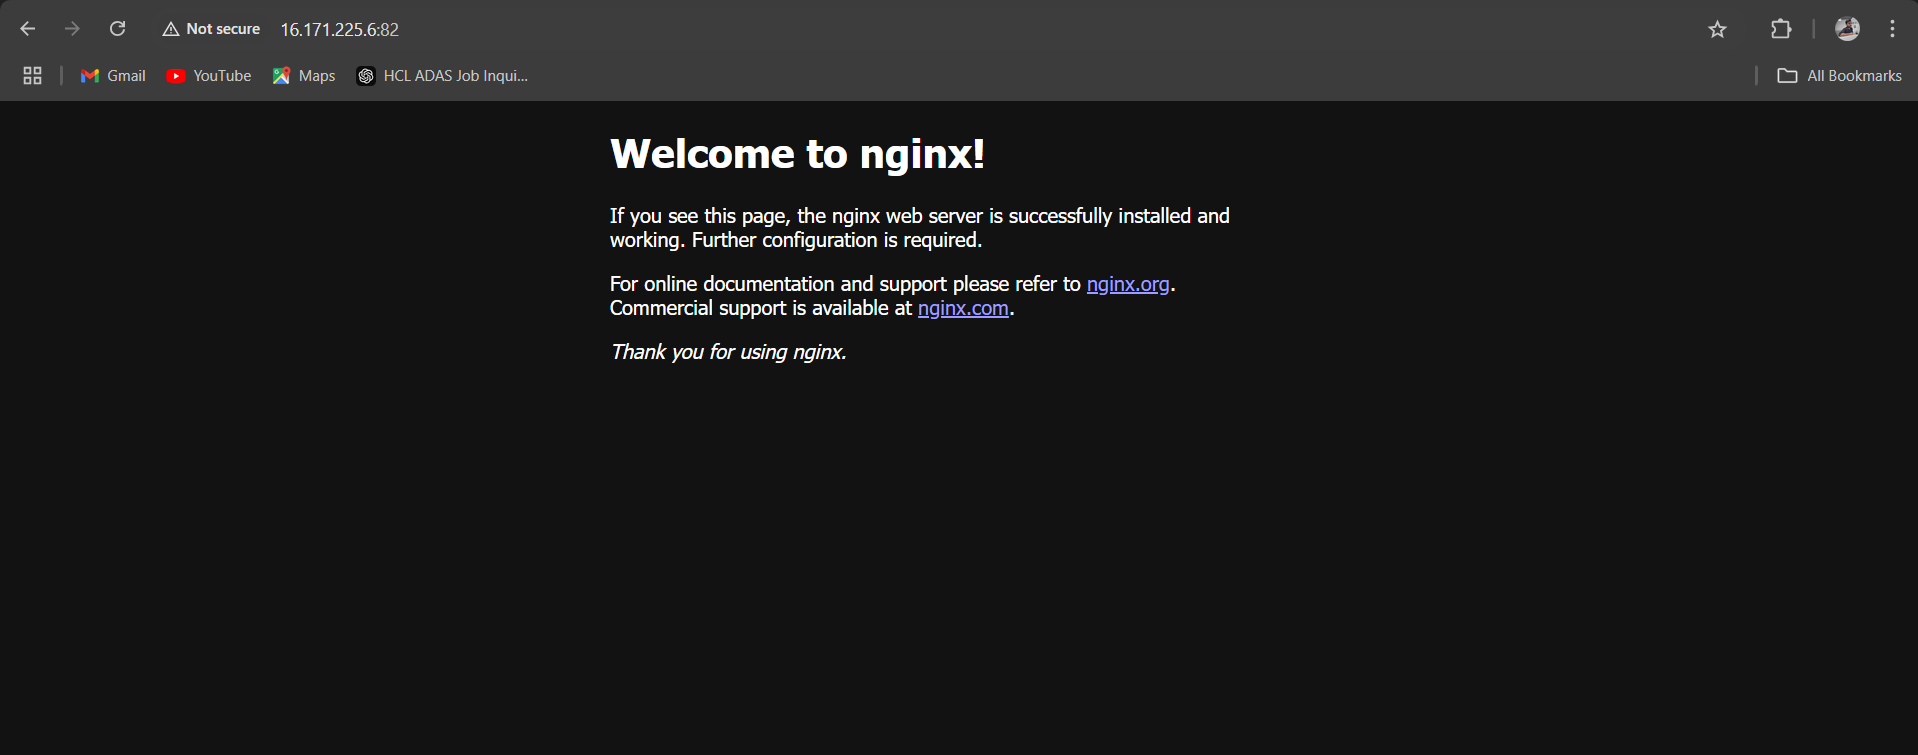 Not secure 16.171.225.6:82
Gmail YouTube Maps HCL ADAS Job Inqui... All Bookmarks
Welcome to nginx!
If you see this page, the nginx web server is successfully installed and
working. Further configuration is required.
For online documentation and support please refer to nginx.org.
Commercial support is available at nginx.com.
Thank you for using nginx.